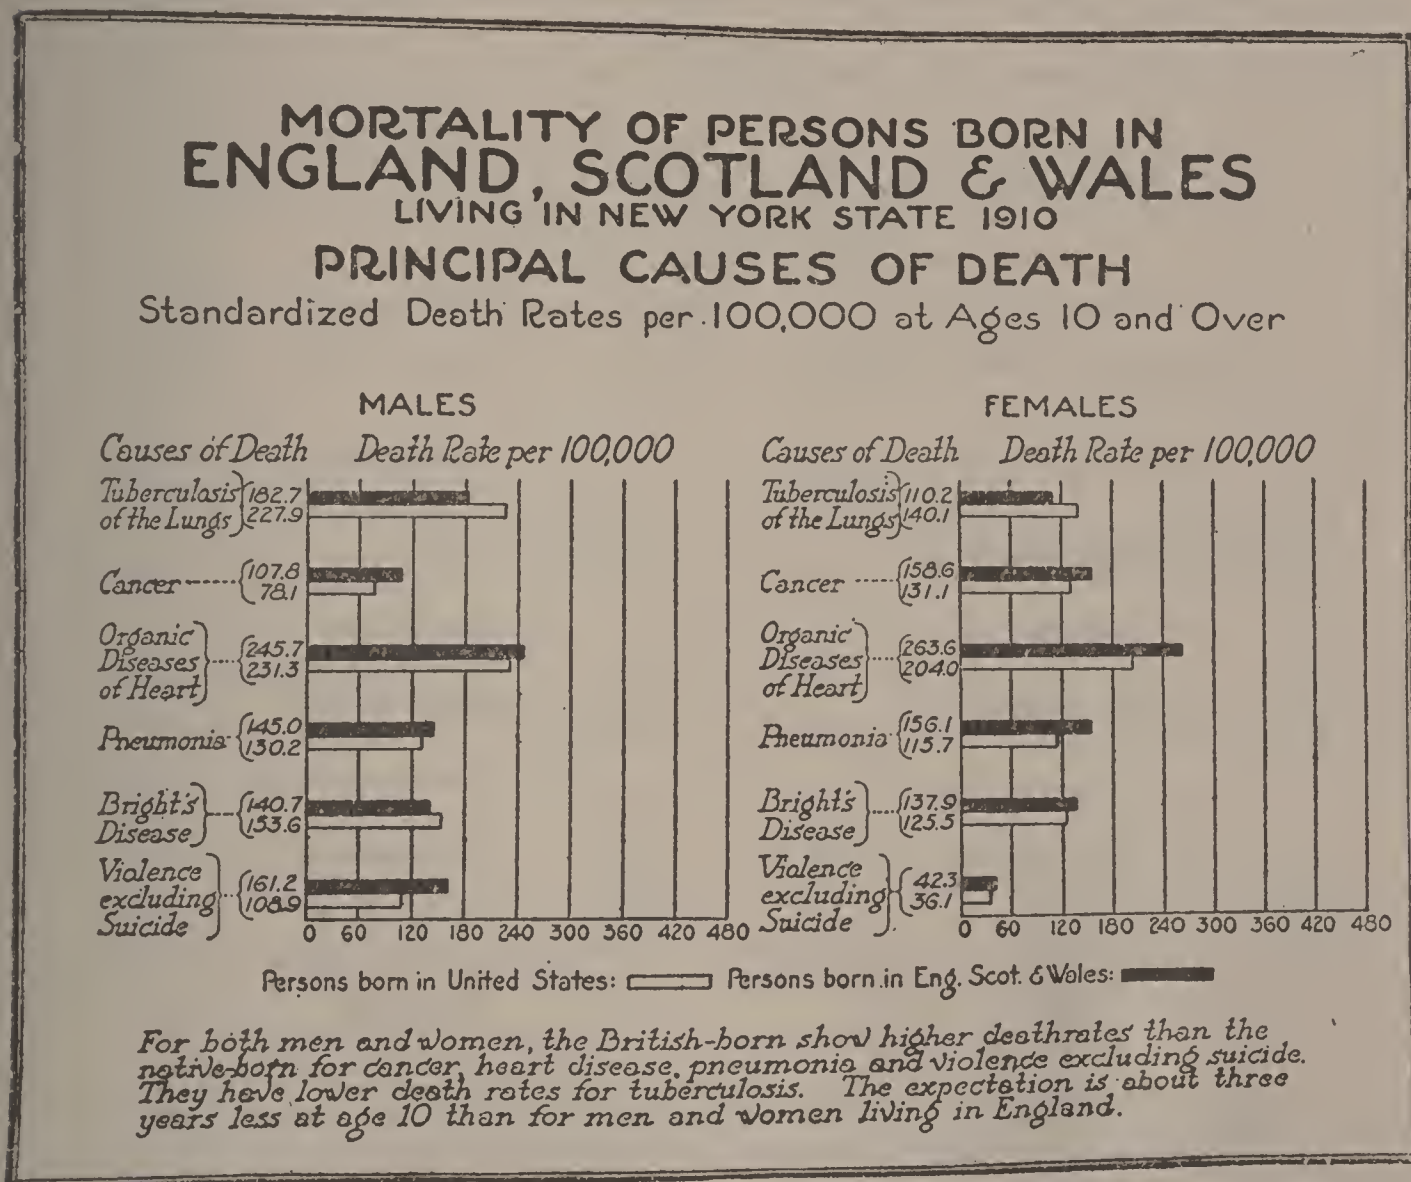 MORTALITY OF PERSONS BORN IN
ENGLAND, SCOTLAND & WALES
LIVING IN NEW YORK STATE 1910
PRINCIPAL CAUSES OF DEATH
Standardized Death Rates per 100,000 at Ages 10 and Over
MALES
Causes of Death Death Rate per 100,000
Tuberculosis 182.7
of the Lungs 227.9
Cancer 107.8
78.1
Organic
Diseases
of Heart
245.7
231.3
Pneumonia 145.0
130.2
Bright's 140.7
Disease 153.6
Violence
excluding
Suicide
161.2
108.9
0 60 120 180 240 300 360 420 480
FEMALES
Causes of Death Death Rate per 100,000
Tuberculosis 110.2
of the Lungs 140.1
Cancer 158.6
131.1
Organic
Diseases
of Heart
263.6
204.0
Pneumonia 156.1
115.7
Bright's 137.9
Disease 125.5
Violence
excluding
Suicide
42.3
36.1
0 60 120 180 240 300 360 420 480
Persons born in United States: Persons born in Eng. Scot. & Wales:
For both men and women, the British-born show higher deathrates than the
native-born for cancer, heart disease, pneumonia and violence excluding suicide.
They have lower death rates for tuberculosis. The expectation is about three
years less at age 10 than for men and women living in England.